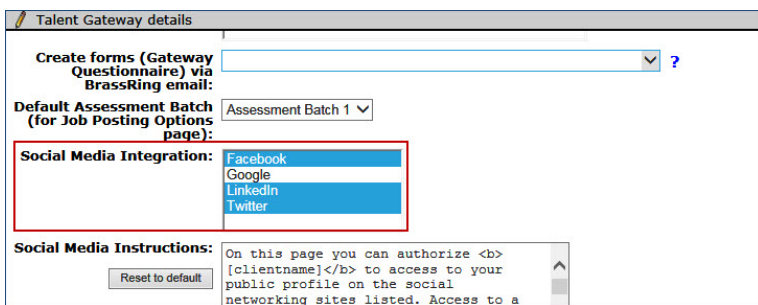 Talent Gateway details
Create forms (Gateway
Questionnaire) via
BrassRing email:
?
Default Assessment Batch
(for Job Posting Options
page):
Assessment Batch 1
Social Media Integration:
Facebook
Google
LinkedIn
Twitter
Social Media Instructions:
Reset to default
On this page you can authorize <b>
[clientname]</b> to access to your
public profile on the social
networking sites listed. Access to a